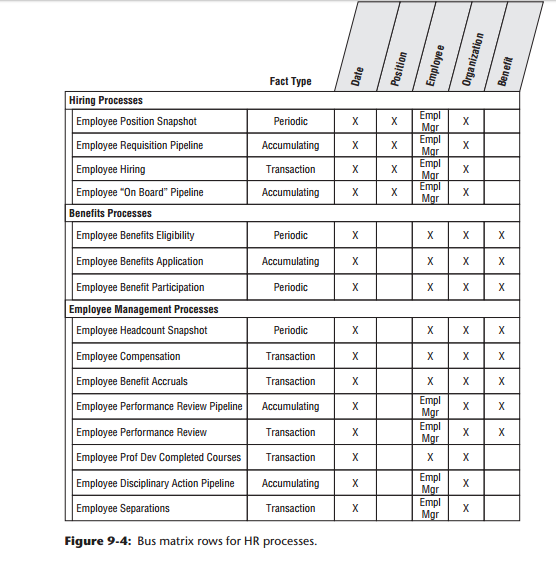 Fact Type Date Position Employee Organization Benefit
Hiring Processes
Employee Position Snapshot Periodic X X Empl Mgr X
Employee Requisition Pipeline Accumulating X X Empl Mgr X
Employee Hiring Transaction X X Empl Mgr X
Employee “On Board” Pipeline Accumulating X X Empl Mgr X
Benefits Processes
Employee Benefits Eligibility Periodic X X X X
Employee Benefits Application Accumulating X X X X
Employee Benefit Participation Periodic X X X X
Employee Management Processes
Employee Headcount Snapshot Periodic X X X X
Employee Compensation Transaction X X X X
Employee Benefit Accruals Transaction X X X X
Employee Performance Review Pipeline Accumulating X Empl Mgr X X
Employee Performance Review Transaction X Empl Mgr X X
Employee Prof Dev Completed Courses Transaction X X X
Employee Disciplinary Action Pipeline Accumulating X Empl Mgr X
Employee Separations Transaction X Empl Mgr X
Figure 9-4: Bus matrix rows for HR processes.